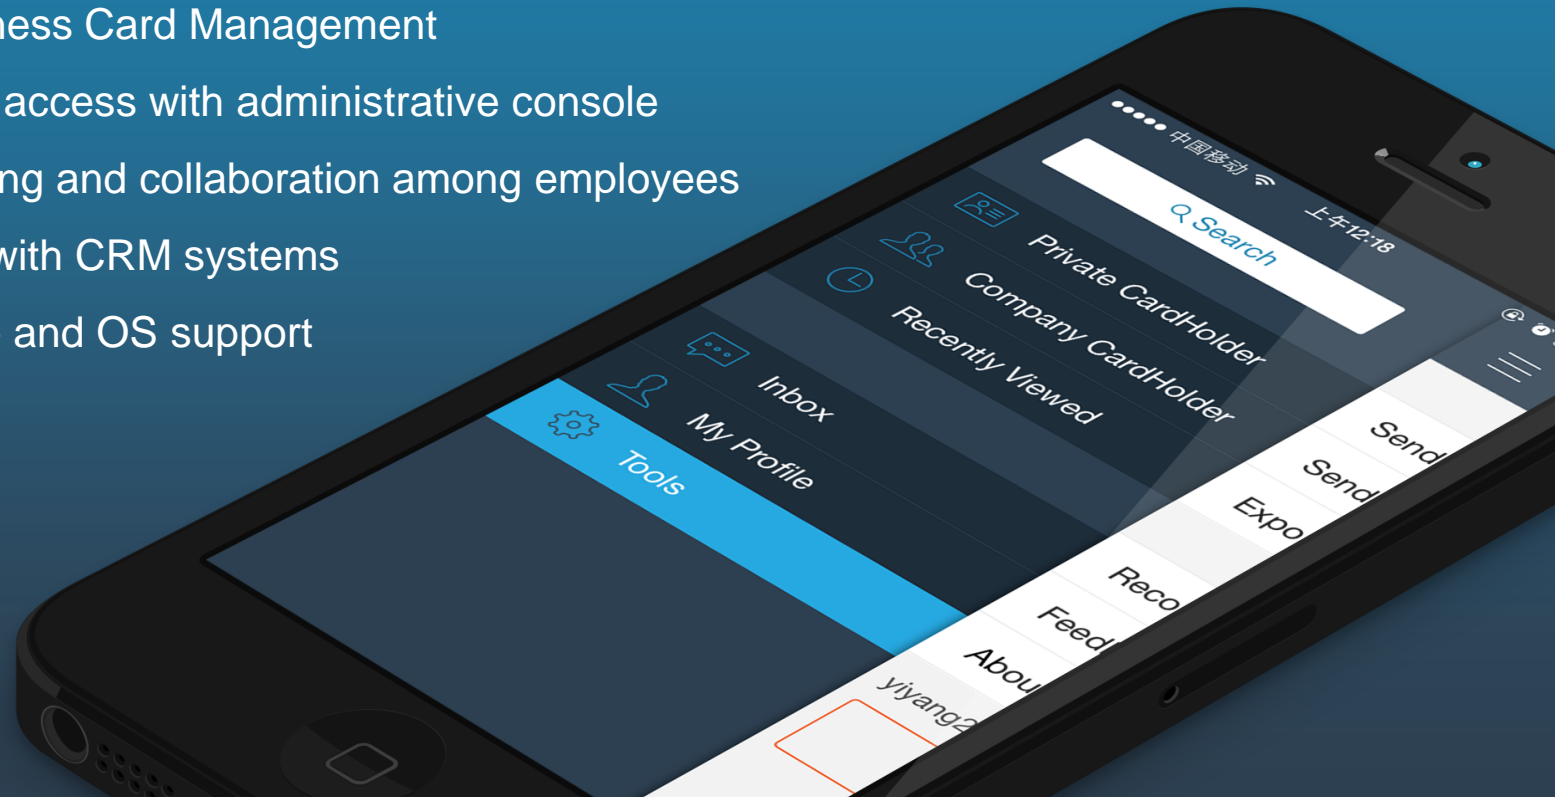 ness Card Management
access with administrative console
ng and collaboration among employees
with CRM systems
and OS support
中国移动
上午12:18
Search
Private CardHolder
Company CardHolder
Recently Viewed
Inbox
My Profile
Tools
Send
Send
Expo
Reco
Feed
Abou
yiyang2